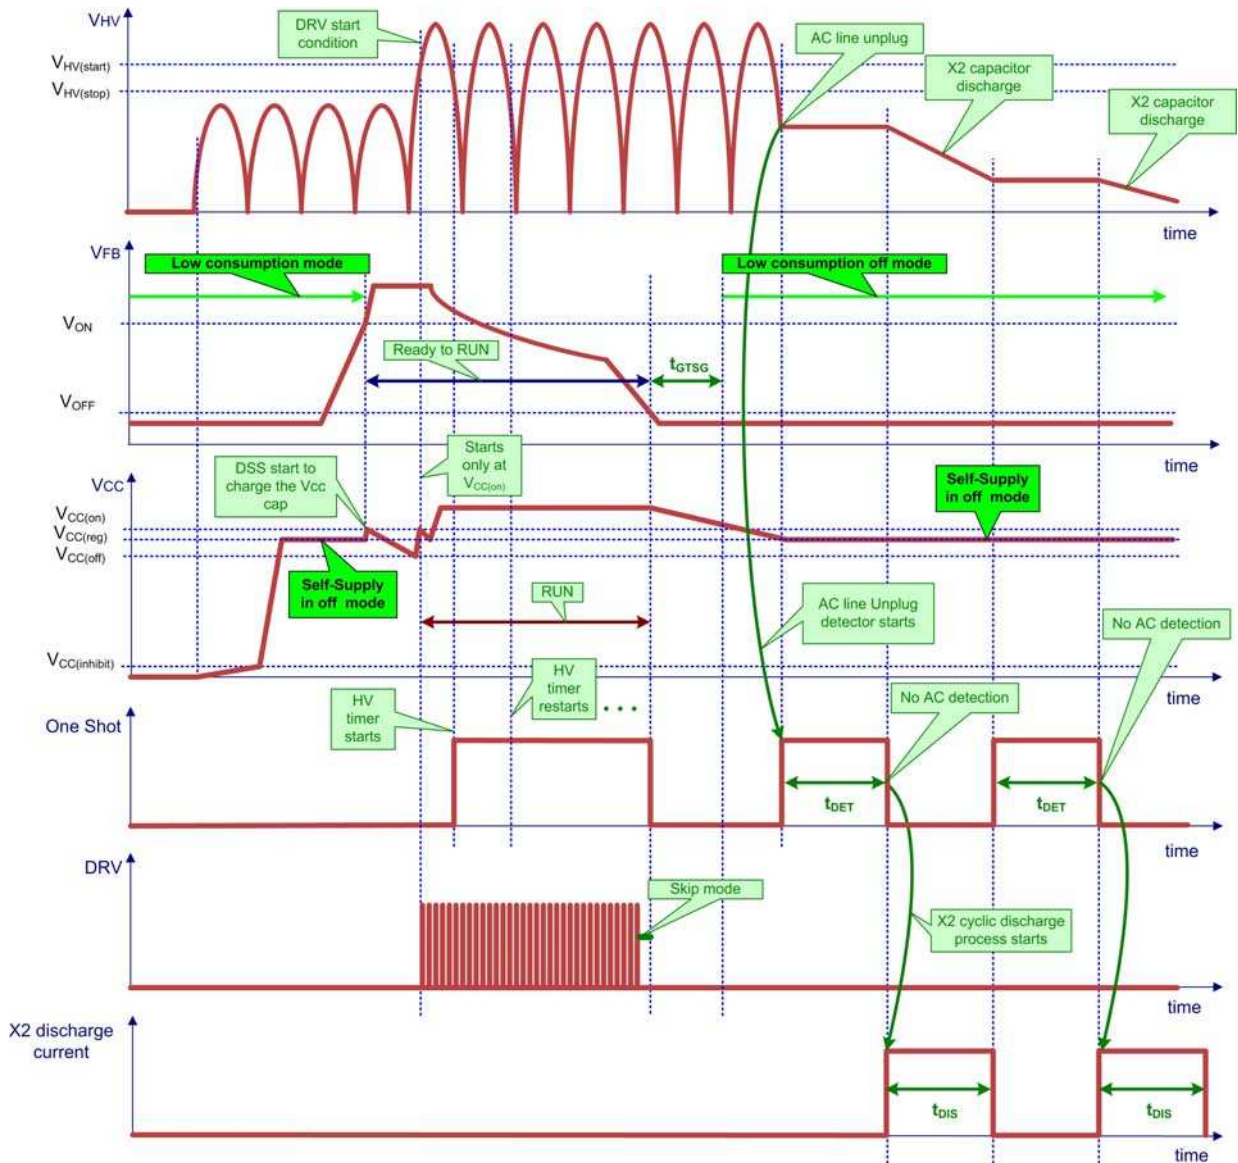 VHV
DRV start
condition
AC line unplug
VHV(start)
VHV(stop)
X2 capacitor
discharge
X2 capacitor
discharge
time
VFB
Low consumption mode
Low consumption off mode
VON
Ready to RUN
tGTSG
VOFF
time
Starts
only at
VCC(on)
DSS start to
charge the Vcc
cap
VCC
Self-Supply
in off mode
VCC(on)
VCC(reg)
VCC(off)
Self-Supply
in off mode
RUN
AC line Unplug
detector starts
No AC detection
VCC(inhibit)
time
HV
timer
restarts
HV
timer
starts
. . .
No AC detection
One Shot
tDET
tDET
time
DRV
Skip mode
X2 cyclic discharge
process starts
time
X2 discharge
current
tDIS
tDIS
time